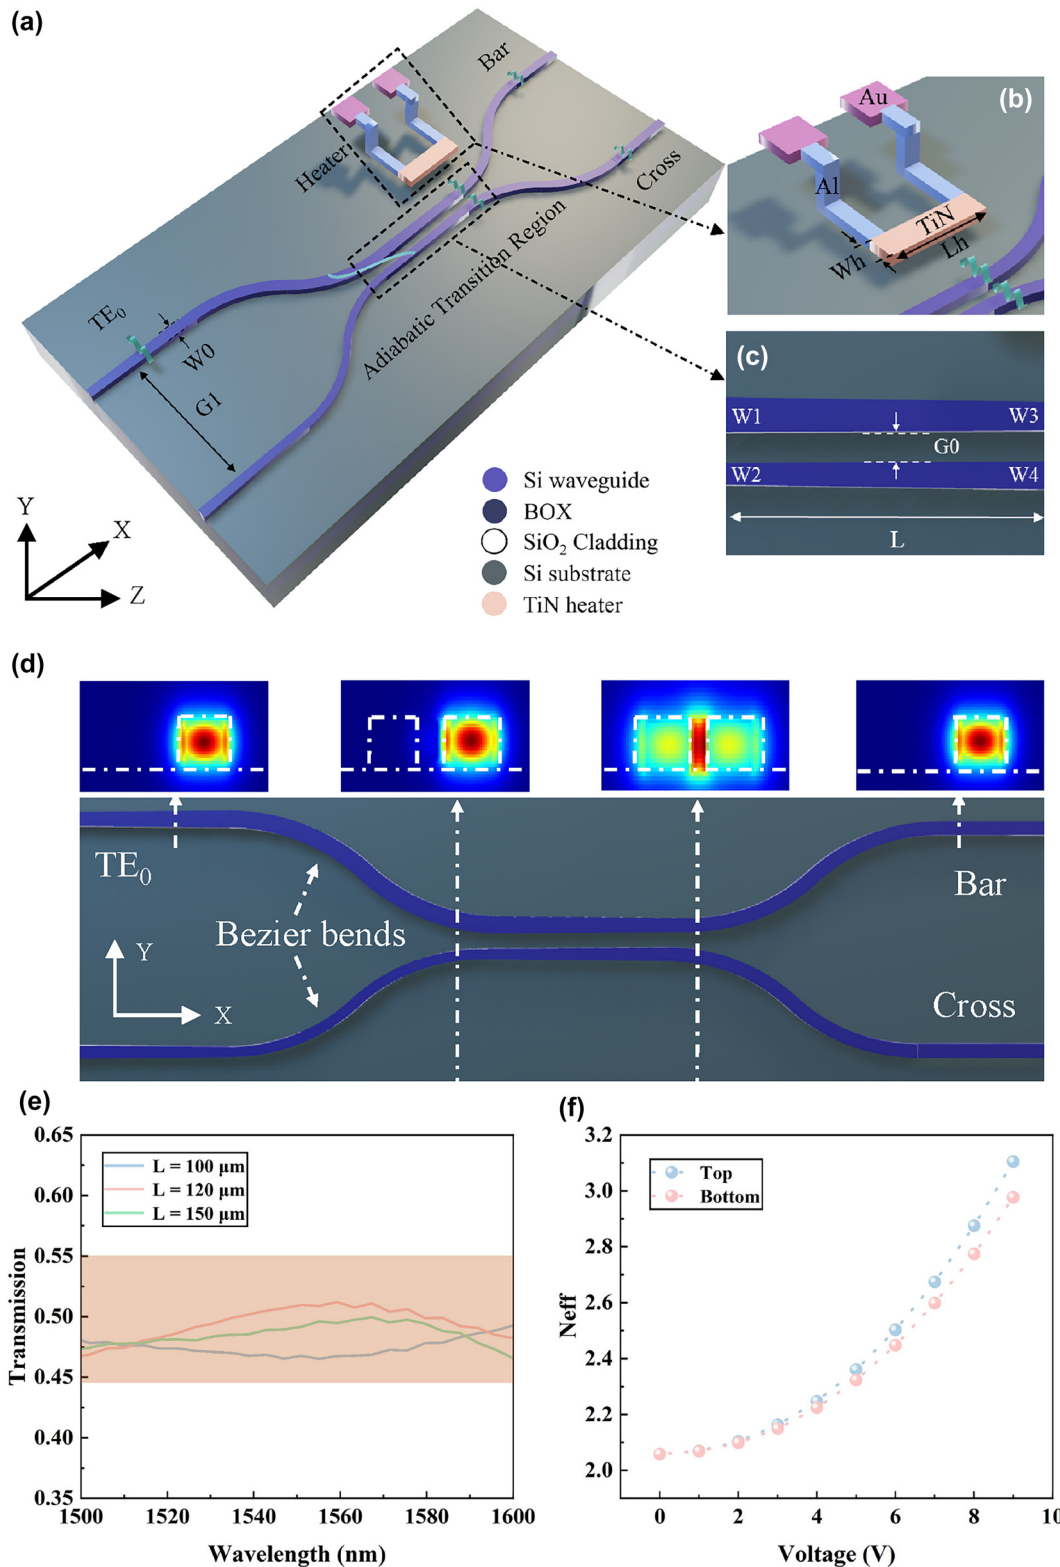 (a)
Bar
Cross
Heater
Adiabatic Transition Region
TE0
W0
G1
Y
X
Z
Si waveguide
BOX
SiO2 Cladding
Si substrate
TiN heater
(b)
Au
Al
TiN
Wh
Lh
(c)
W1
W3
G0
W2
W4
L
(d)
TE0
Bar
Bezier bends
Y
X
Cross
(e)
0.65
0.60
0.55
0.50
0.45
0.40
0.35
Transmission
L = 100 μm
L = 120 μm
L = 150 μm
1500
1520
1540
1560
1580
1600
Wavelength (nm)
(f)
3.2
3.0
2.8
2.6
2.4
2.2
2.0
Neff
Top
Bottom
0
2
4
6
8
10
Voltage (V)